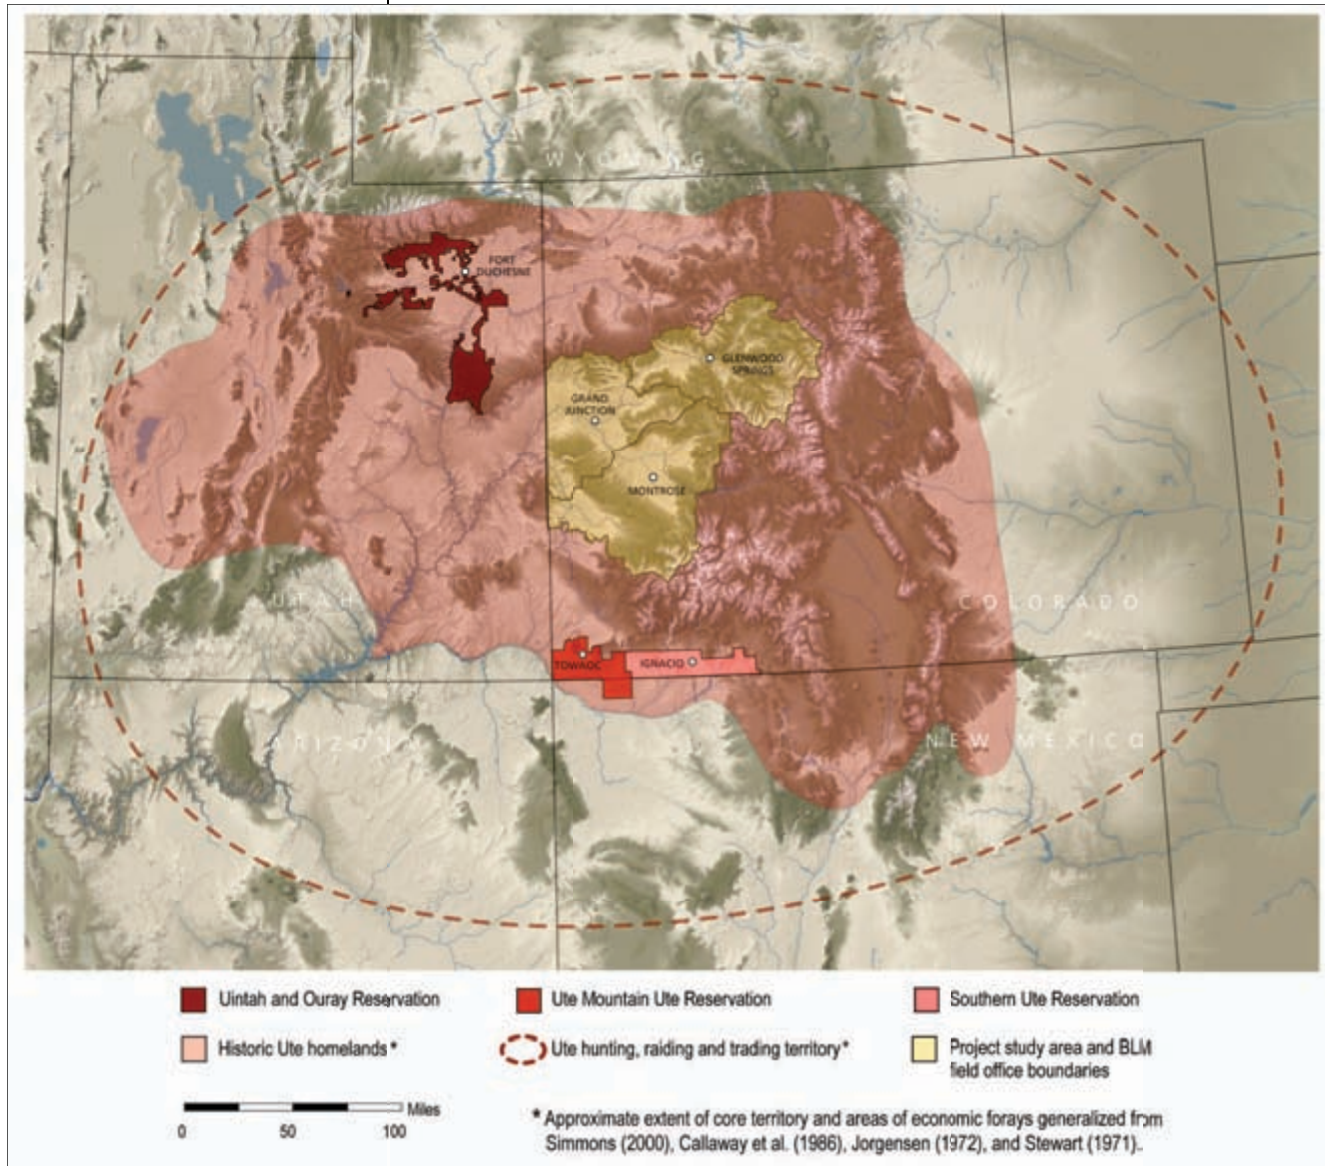 WYOMING
FORT
DUCHESNE
GLENWOOD
SPRINGS
GRAND
JUNCTION
MONTROSE
UTAH
COLORADO
TOWAOC
IGNACIO
ARIZONA
NEW MEXICO
Uintah and Ouray Reservation
Ute Mountain Ute Reservation
Southern Ute Reservation
Historic Ute homelands*
Ute hunting, raiding and trading territory*
Project study area and BLM
field office boundaries
Miles
0 50 100
* Approximate extent of core territory and areas of economic forays generalized from
Simmons (2000), Callaway et al. (1986), Jorgensen (1972), and Stewart (1971).